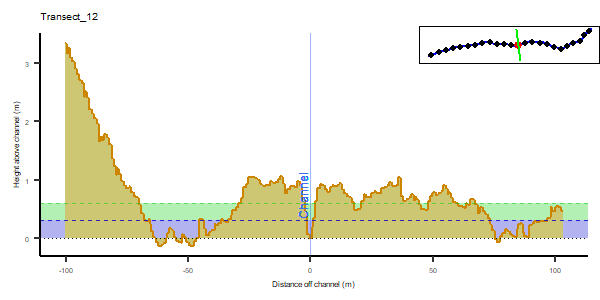 Transect_12
Height above channel (m)
3
2
1
0
Channel
-100
-50
0
50
100
Distance off channel (m)